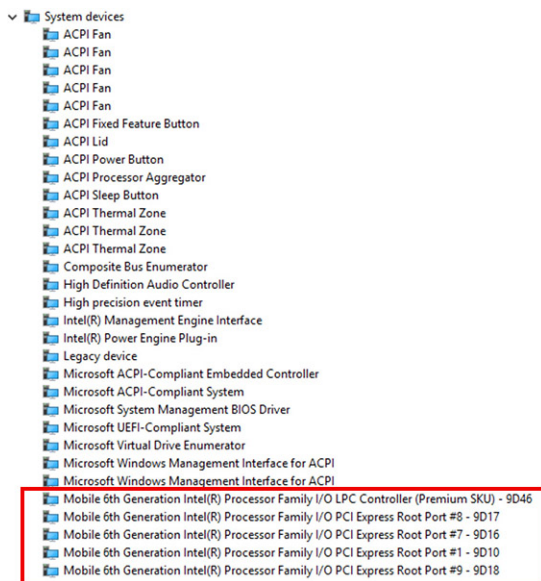 System devices
ACPI Fan
ACPI Fan
ACPI Fan
ACPI Fan
ACPI Fan
ACPI Fixed Feature Button
ACPI Lid
ACPI Power Button
ACPI Processor Aggregator
ACPI Sleep Button
ACPI Thermal Zone
ACPI Thermal Zone
ACPI Thermal Zone
Composite Bus Enumerator
High Definition Audio Controller
High precision event timer
Intel(R) Management Engine Interface
Intel(R) Power Engine Plug-in
Legacy device
Microsoft ACPI-Compliant Embedded Controller
Microsoft ACPI-Compliant System
Microsoft System Management BIOS Driver
Microsoft UEFI-Compliant System
Microsoft Virtual Drive Enumerator
Microsoft Windows Management Interface for ACPI
Microsoft Windows Management Interface for ACPI
Mobile 6th Generation Intel(R) Processor Family I/O LPC Controller (Premium SKU) - 9D46
Mobile 6th Generation Intel(R) Processor Family I/O PCI Express Root Port #8 - 9D17
Mobile 6th Generation Intel(R) Processor Family I/O PCI Express Root Port #7 - 9D16
Mobile 6th Generation Intel(R) Processor Family I/O PCI Express Root Port #1 - 9D10
Mobile 6th Generation Intel(R) Processor Family I/O PCI Express Root Port #9 - 9D18